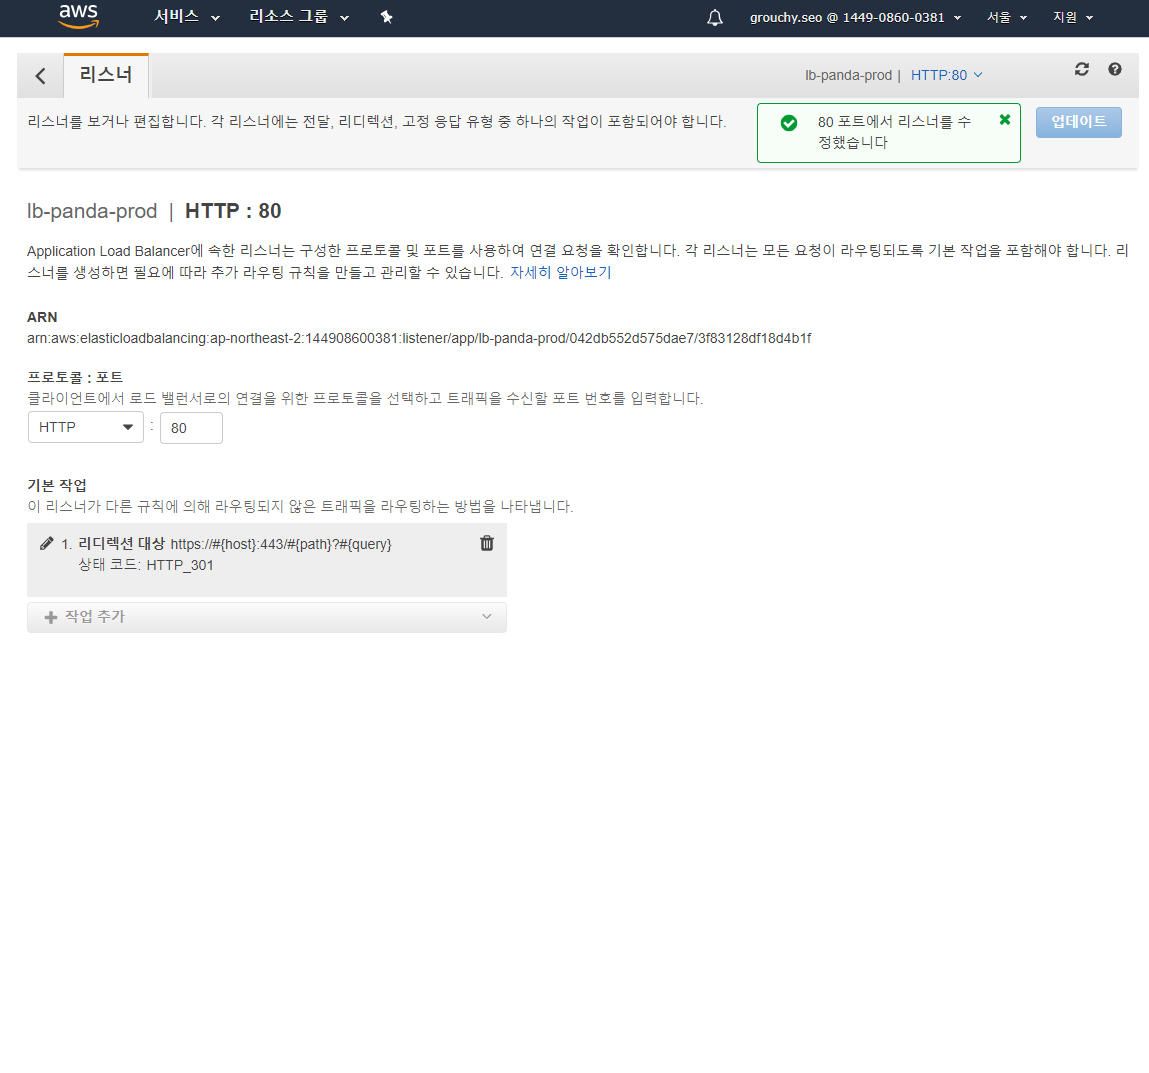 aws 서비스 리소스 그룹 grouchy.seo @ 1449-0860-0381 서울 지원
리스너 lb-panda-prod | HTTP:80
리스너를 보거나 편집합니다. 각 리스너에는 전달, 리디렉션, 고정 응답 유형 중 하나의 작업이 포함되어야 합니다.
80 포트에서 리스너를 수
정했습니다
업데이트
lb-panda-prod | HTTP : 80
Application Load Balancer에 속한 리스너는 구성한 프로토콜 및 포트를 사용하여 연결 요청을 확인합니다. 각 리스너는 모든 요청이 라우팅되도록 기본 작업을 포함해야 합니다. 리
스너를 생성하면 필요에 따라 추가 라우팅 규칙을 만들고 관리할 수 있습니다. 자세히 알아보기
ARN
arn:aws:elasticloadbalancing:ap-northeast-2:144908600381:listener/app/lb-panda-prod/042db552d575dae7/3f83128df18d4b1f
프로토콜 : 포트
클라이언트에서 로드 밸런서로의 연결을 위한 프로토콜을 선택하고 트래픽을 수신할 포트 번호를 입력합니다.
HTTP : 80
기본 작업
이 리스너가 다른 규칙에 의해 라우팅되지 않은 트래픽을 라우팅하는 방법을 나타냅니다.
1. 리디렉션 대상 https://#{host}:443/#{path}?#{query}
상태 코드: HTTP_301
작업 추가